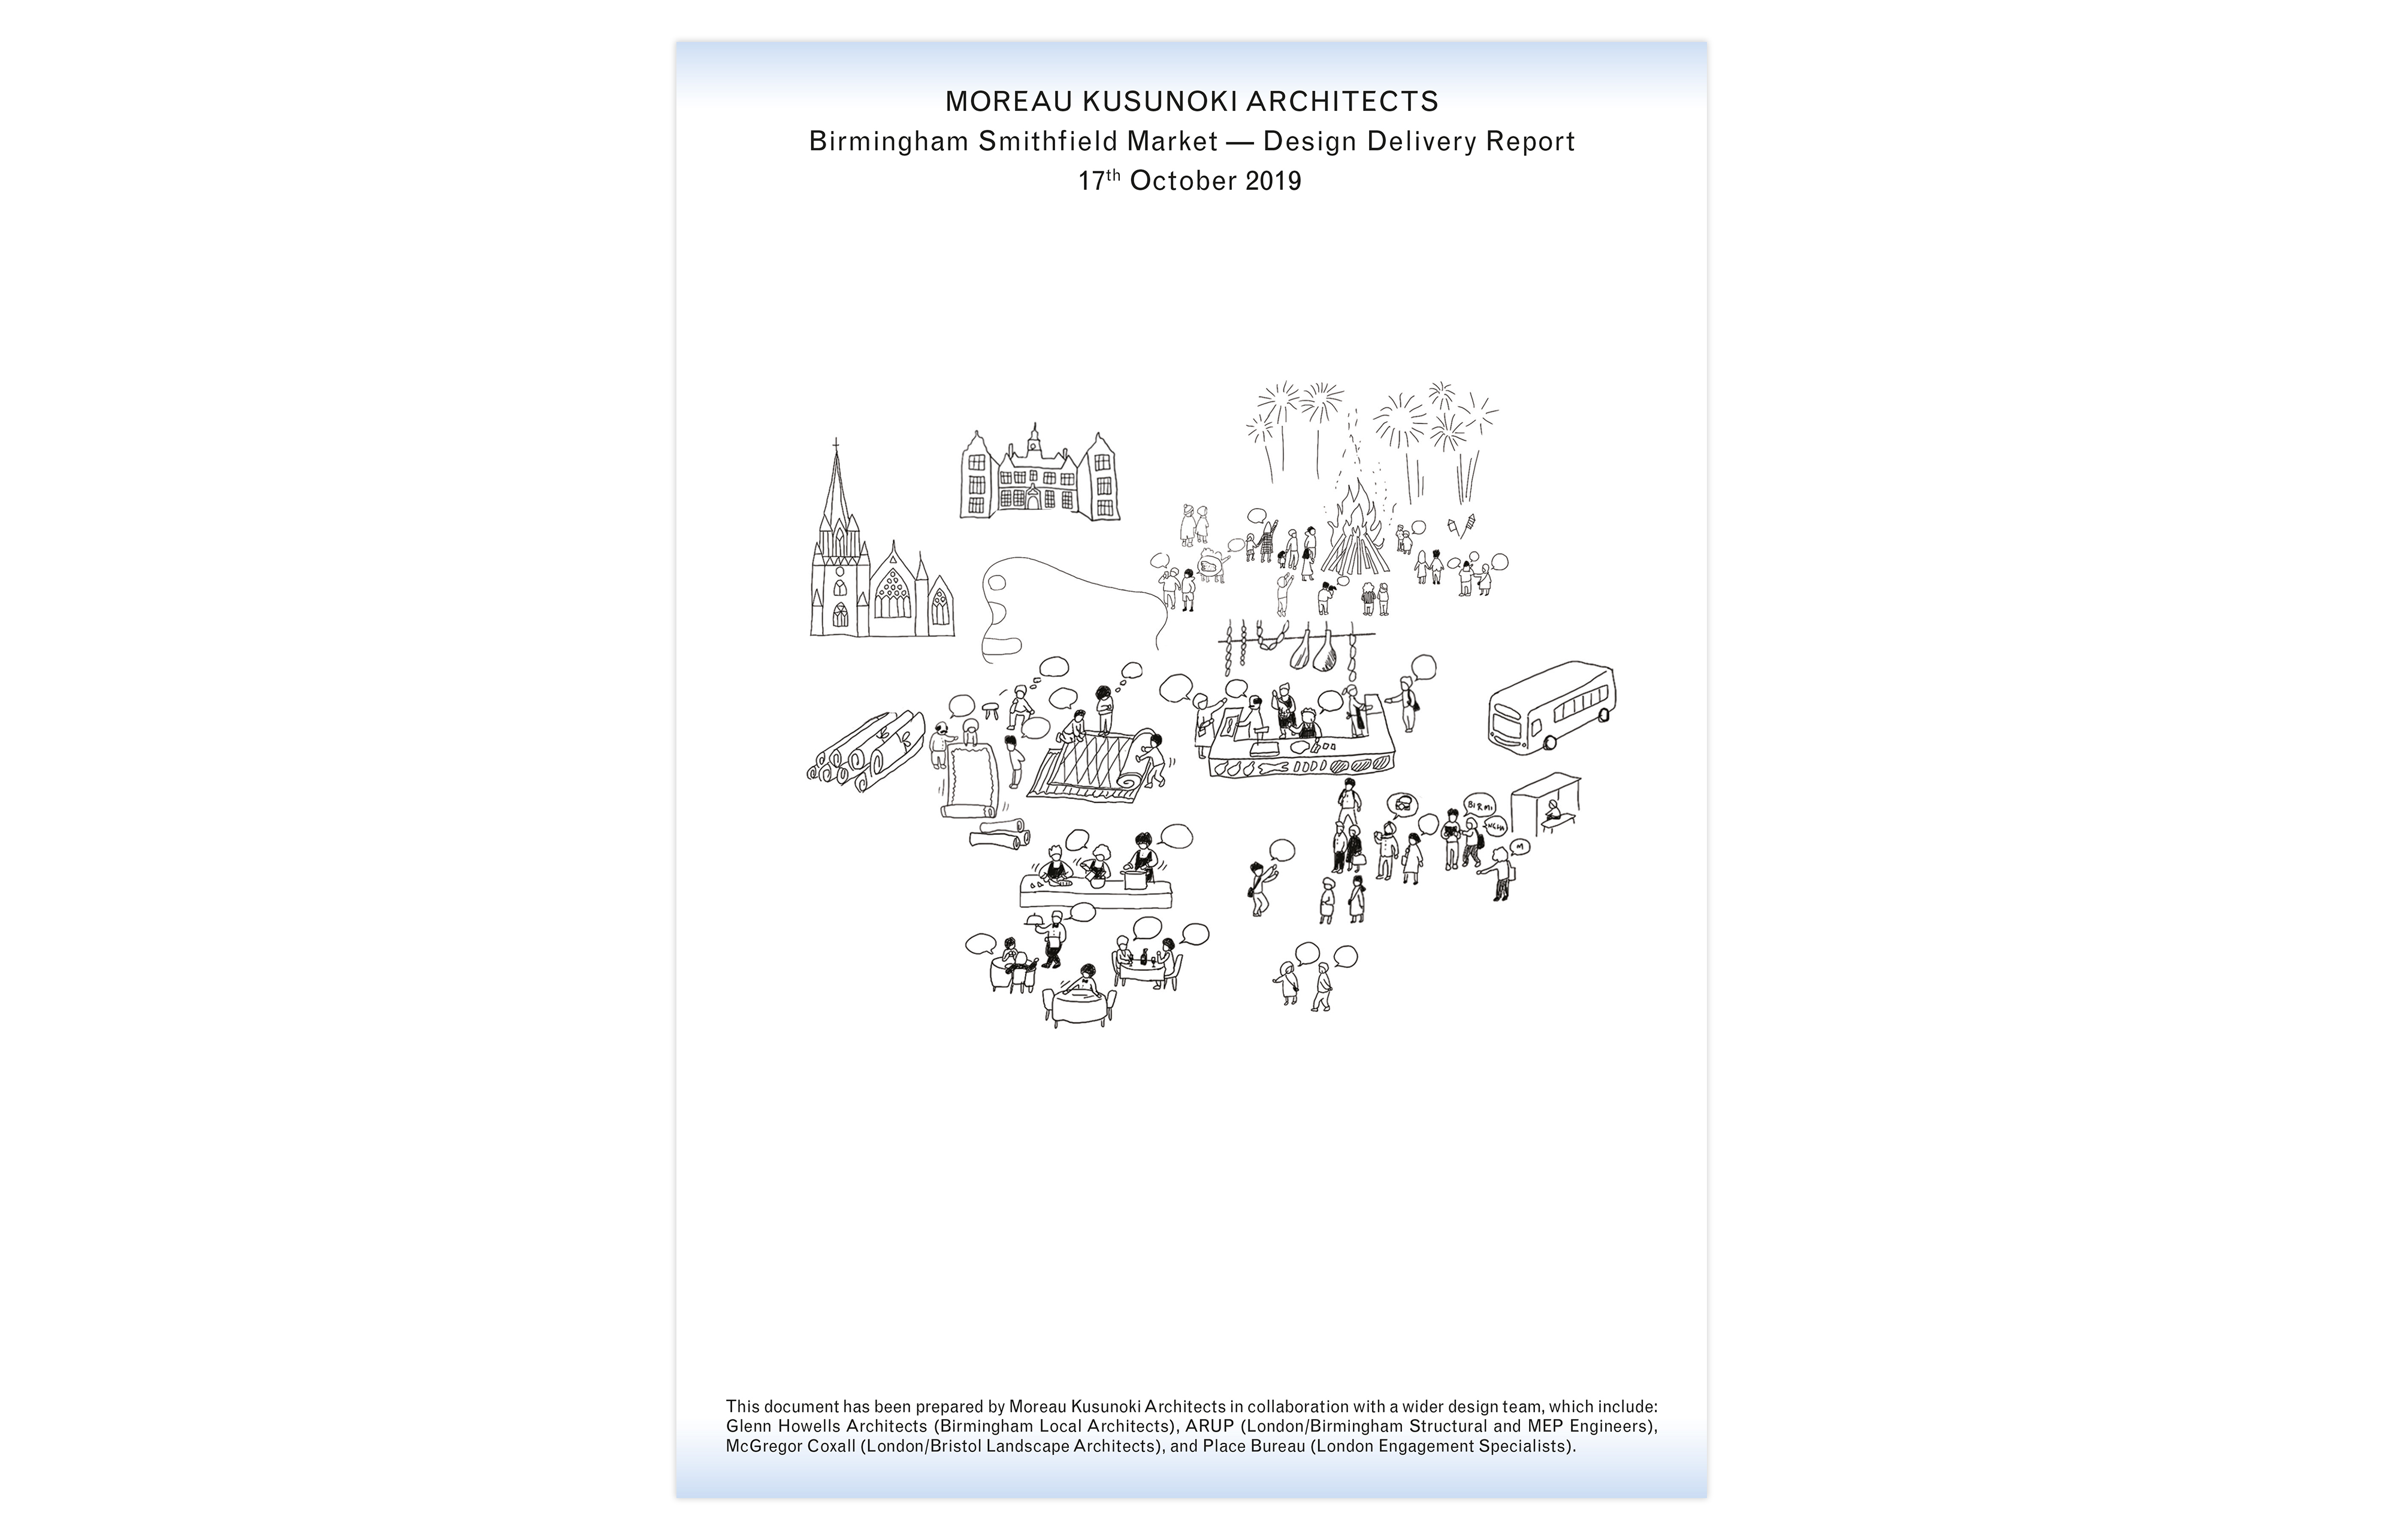 MOREAU KUSUNOKI ARCHITECTS
Birmingham Smithfield Market — Design Delivery Report
17th October 2019
BIRMI
NGHA
M
This document has been prepared by Moreau Kusunoki Architects in collaboration with a wider design team, which include:
Glenn Howells Architects (Birmingham Local Architects), ARUP (London/Birmingham Structural and MEP Engineers),
McGregor Coxall (London/Bristol Landscape Architects), and Place Bureau (London Engagement Specialists).